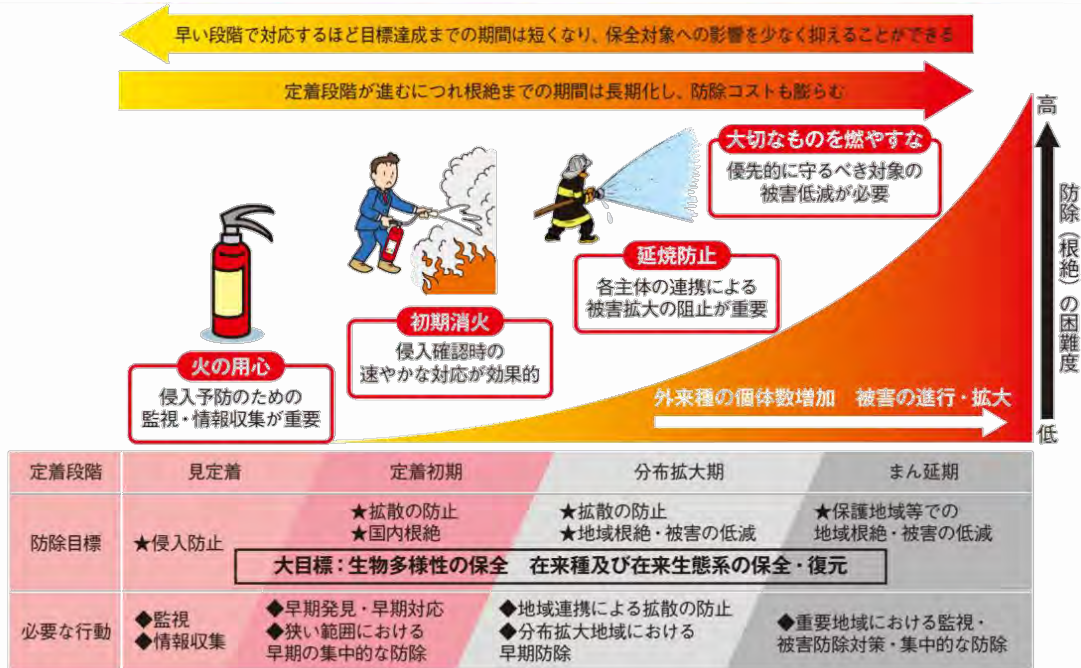 早い段階で対応するほど目標達成までの期間は短くなり、保全対象への影響を少なく抑えることができる
定着段階が進むにつれ根絶までの期間は長期化し、防除コストも膨らむ
大切なものを燃やすな
優先的に守るべき対象の
被害低減が必要
延焼防止
各主体の連携による
被害拡大の阻止が重要
初期消火
侵入確認時の
速やかな対応が効果的
火の用心
侵入予防のための
監視・情報収集が重要
外来種の個体数増加 被害の進行・拡大
高
防除(根絶)の困難度
低
定着段階 見定着 定着初期 分布拡大期 まん延期
防除目標
★侵入防止
★拡散の防止
★国内根絶
★拡散の防止
★地域根絶・被害の低減
★保護地域等での
地域根絶・被害の低減
大目標:生物多様性の保全 在来種及び在来生態系の保全・復元
必要な行動
◆監視
◆情報収集
◆早期発見・早期対応
◆狭い範囲における
早期の集中的な防除
◆地域連携による拡散の防止
◆分布拡大地域における
早期防除
◆重要地域における監視・
被害防除対策・集中的な防除